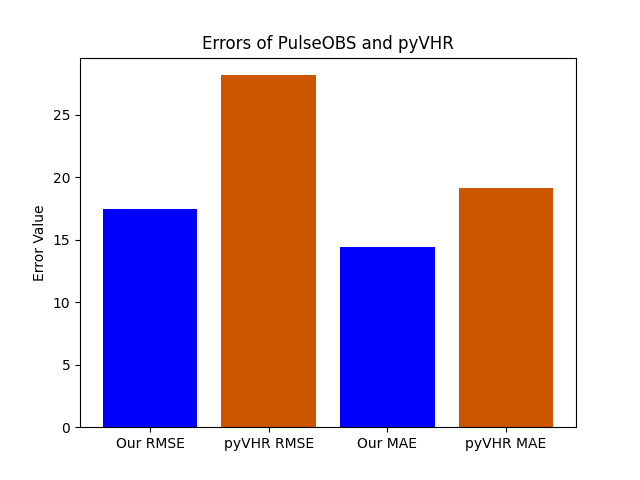 Errors of PulseOBS and pyVHR
Error Value
25
20
15
10
5
0
Our RMSE
pyVHR RMSE
Our MAE
pyVHR MAE